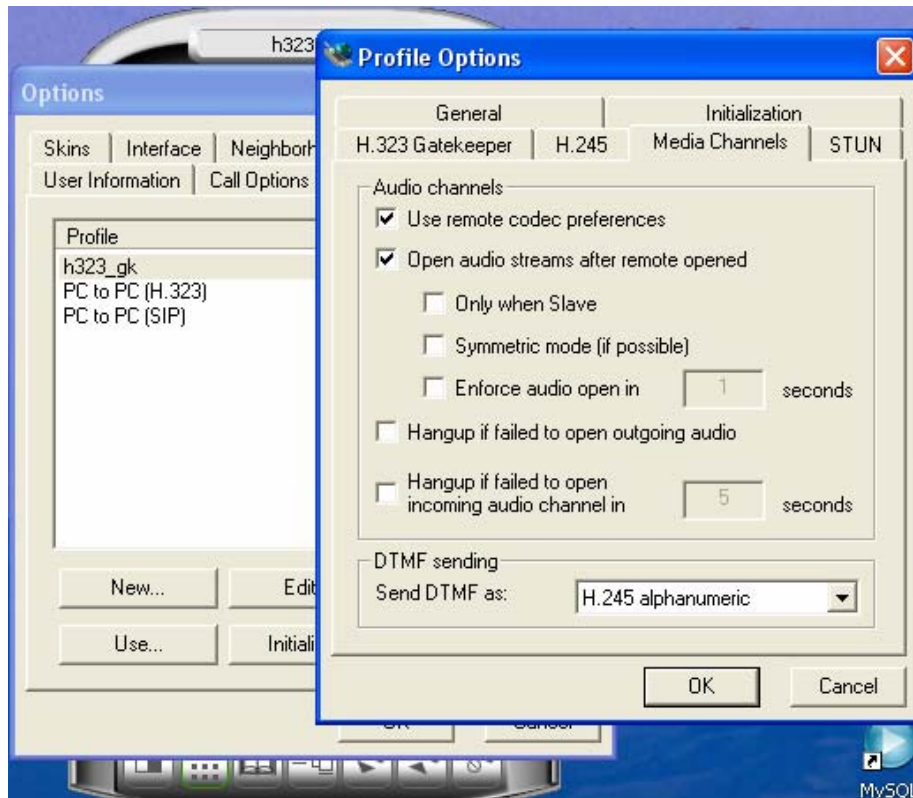 h323
Options
Skins Interface Neighborh
User Information Call Options
Profile
h323_gk
PC to PC (H.323)
PC to PC (SIP)
New... Edit
Use... Initiali
Profile Options
General Initialization
H.323 Gatekeeper H.245 Media Channels STUN
Audio channels
Use remote codec preferences
Open audio streams after remote opened
Only when Slave
Symmetric mode (if possible)
Enforce audio open in 1 seconds
Hangup if failed to open outgoing audio
Hangup if failed to open
incoming audio channel in 5 seconds
DTMF sending
Send DTMF as: H.245 alphanumeric
OK Cancel
MySQL